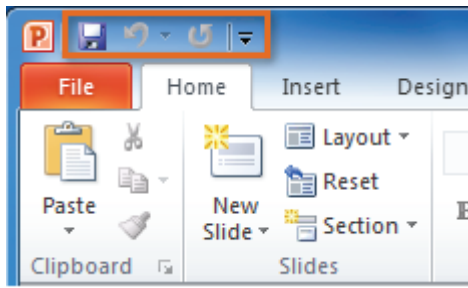 P
File Home Insert Design
Layout
Reset
Paste New Slide Section
Clipboard Slides